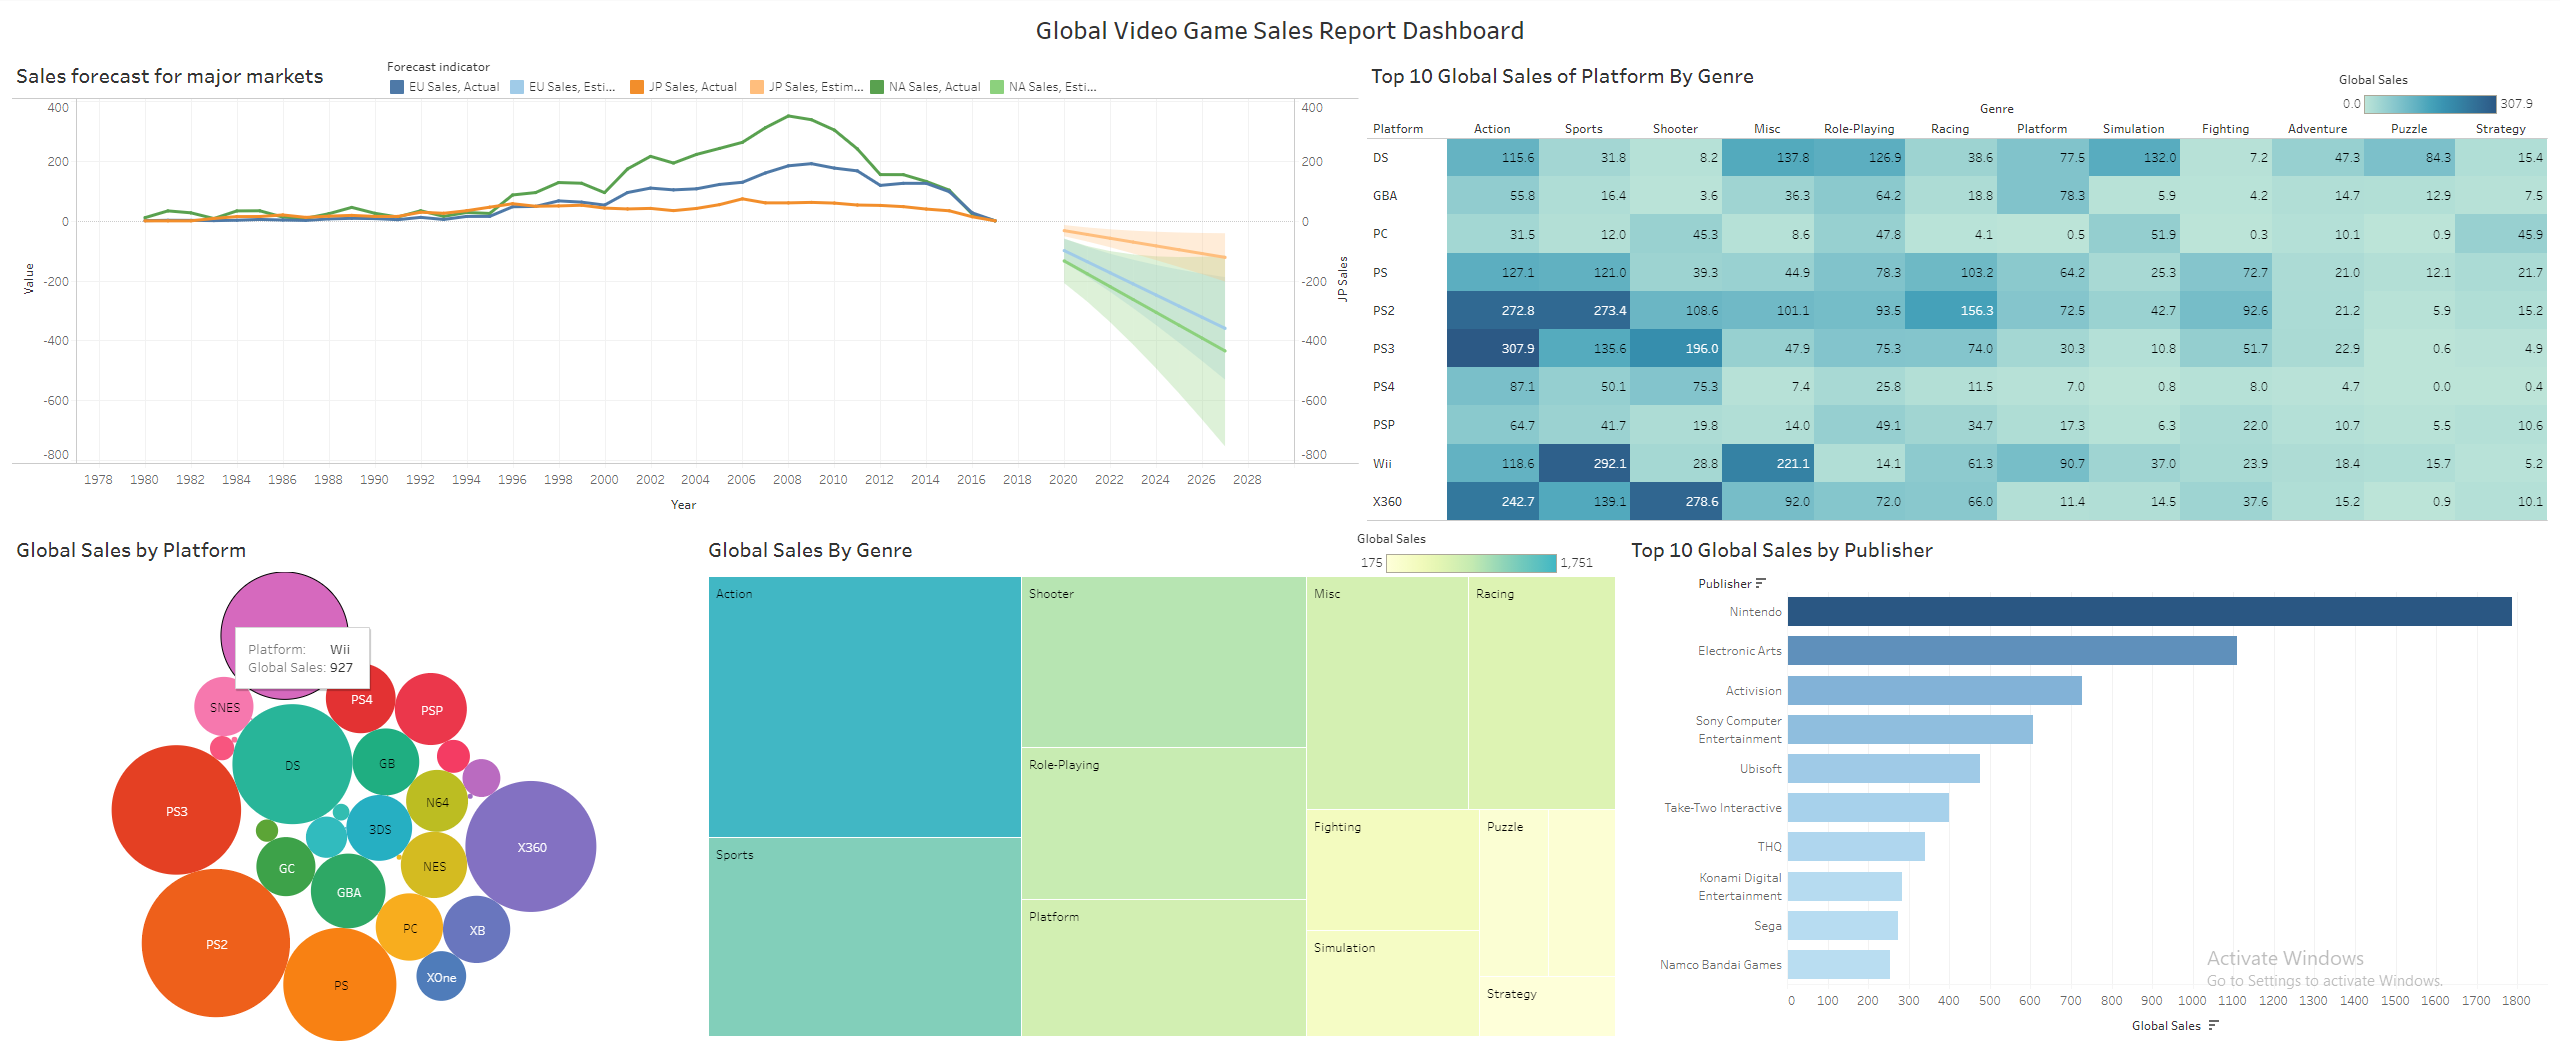 Global Video Game Sales Report Dashboard
Sales forecast for major markets
Forecast indicator
EU Sales, Actual
EU Sales, Esti...
JP Sales, Actual
JP Sales, Estim...
NA Sales, Actual
NA Sales, Esti...
400
200
0
-200
-400
-600
-800
Value
400
200
0
-200
-400
-600
-800
JP Sales
1978 1980 1982 1984 1986 1988 1990 1992 1994 1996 1998 2000 2002 2004 2006 2008 2010 2012 2014 2016 2018 2020 2022 2024 2026 2028
Year
Top 10 Global Sales of Platform By Genre
Global Sales
0.0 307.9
Genre
Platform Action Sports Shooter Misc Role-Playing Racing Platform Simulation Fighting Adventure Puzzle Strategy
DS 115.6 31.8 8.2 137.8 126.9 38.6 77.5 132.0 7.2 47.3 84.3 15.4
GBA 55.8 16.4 3.6 36.3 64.2 18.8 78.3 5.9 4.2 14.7 12.9 7.5
PC 31.5 12.0 45.3 8.6 47.8 4.1 0.5 51.9 0.3 10.1 0.9 45.9
PS 127.1 121.0 39.3 44.9 78.3 103.2 64.2 25.3 72.7 21.0 12.1 21.7
PS2 272.8 273.4 108.6 101.1 93.5 156.3 72.5 42.7 92.6 21.2 5.9 15.2
PS3 307.9 135.6 196.0 47.9 75.3 74.0 30.3 10.8 51.7 22.9 0.6 4.9
PS4 87.1 50.1 75.3 7.4 25.8 11.5 7.0 0.8 8.0 4.7 0.0 0.4
PSP 64.7 41.7 19.8 14.0 49.1 34.7 17.3 6.3 22.0 10.7 5.5 10.6
Wii 118.6 292.1 28.8 221.1 14.1 61.3 90.7 37.0 23.9 18.4 15.7 5.2
X360 242.7 139.1 278.6 92.0 72.0 66.0 11.4 14.5 37.6 15.2 0.9 10.1
Global Sales by Platform
Platform: Wii
Global Sales: 927
SNES
PS4
PSP
DS
GB
PS3
N64
3DS
X360
GC
NES
GBA
PC
XB
PS2
XOne
PS
Global Sales By Genre
Global Sales
175 1,751
Action
Shooter
Misc
Racing
Role-Playing
Fighting
Puzzle
Sports
Platform
Simulation
Strategy
Top 10 Global Sales by Publisher
Publisher
Nintendo
Electronic Arts
Activision
Sony Computer
Entertainment
Ubisoft
Take-Two Interactive
THQ
Konami Digital
Entertainment
Sega
Namco Bandai Games
0 100 200 300 400 500 600 700 800 900 1000 1100 1200 1300 1400 1500 1600 1700 1800
Global Sales
Activate Windows
Go to Settings to activate Windows.